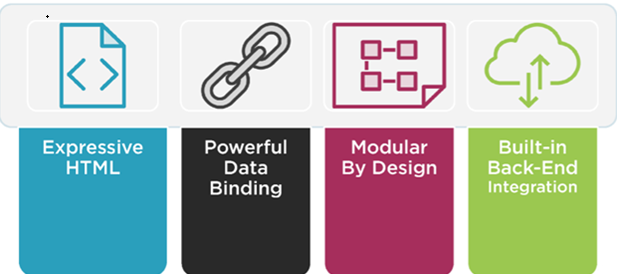 Expressive
HTML
Powerful
Data
Binding
Modular
By Design
Built-in
Back-End
Integration